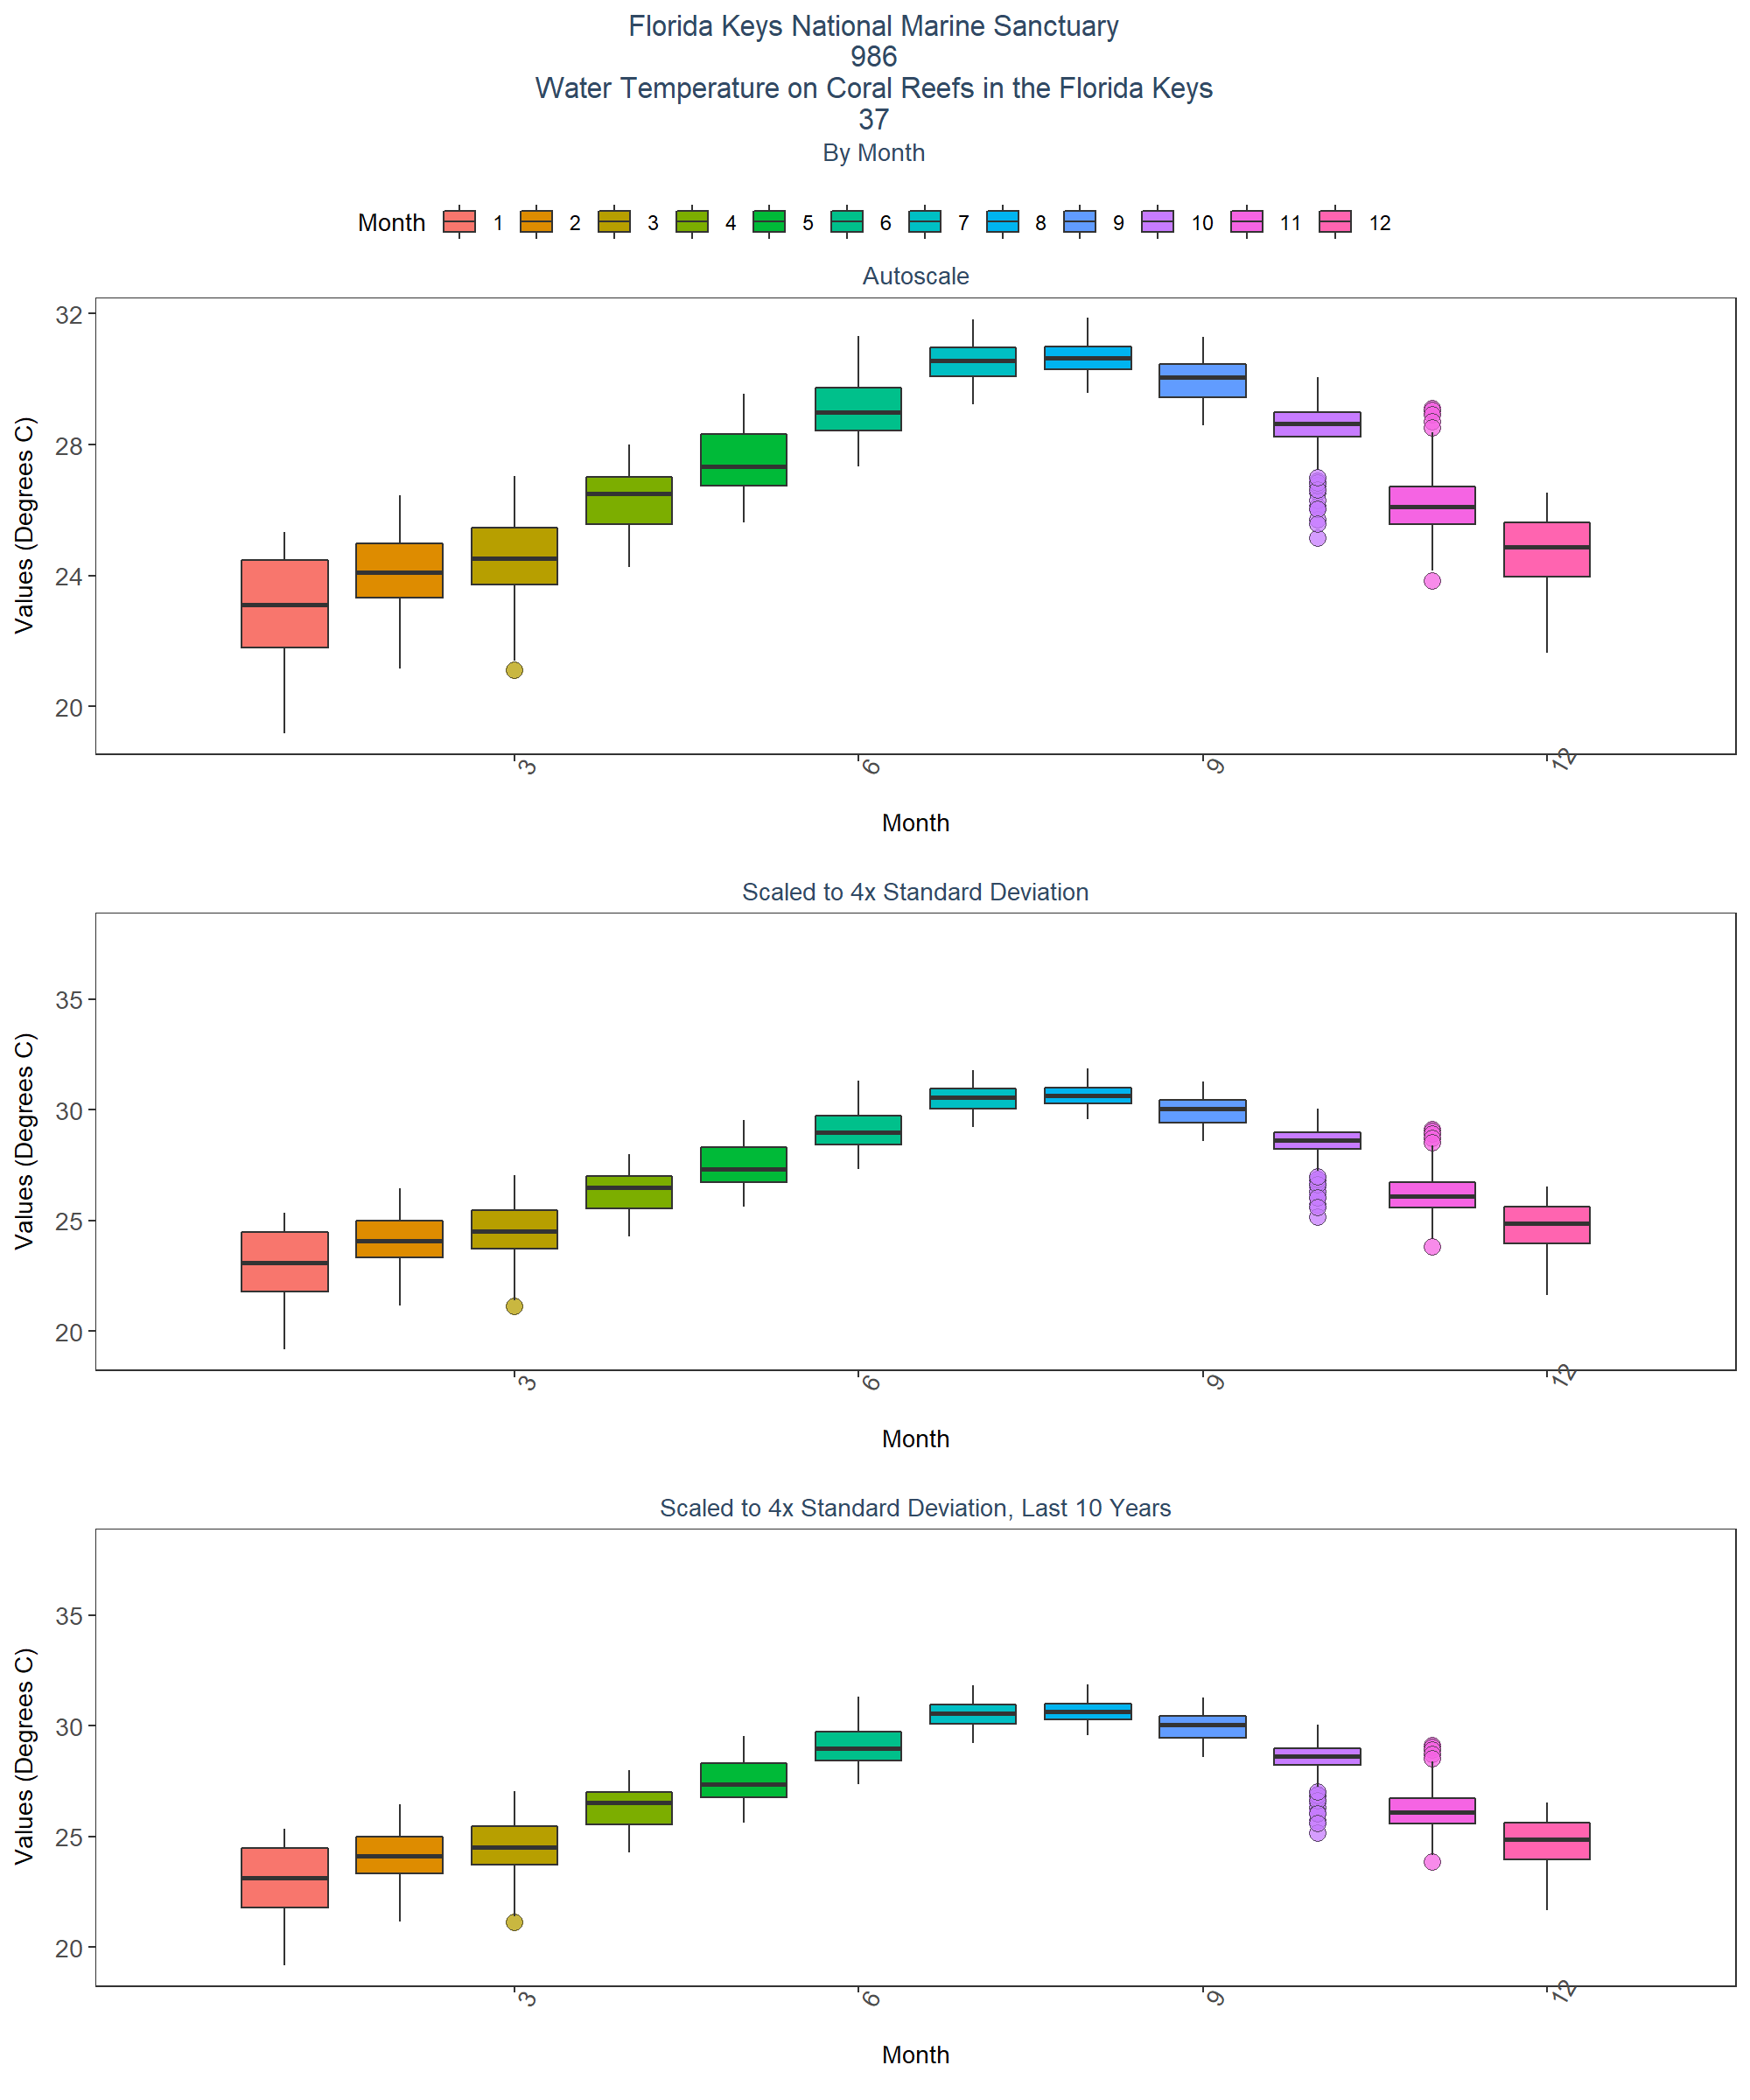 Florida Keys National Marine Sanctuary
986
Water Temperature on Coral Reefs in the Florida Keys
37
By Month
Month 1 2 3 4 5 6 7 8 9 10 11 12
Autoscale
Values (Degrees C)
32
28
24
20
3 6 9 12
Month
Scaled to 4x Standard Deviation
Values (Degrees C)
35
30
25
20
3 6 9 12
Month
Scaled to 4x Standard Deviation, Last 10 Years
Values (Degrees C)
35
30
25
20
3 6 9 12
Month